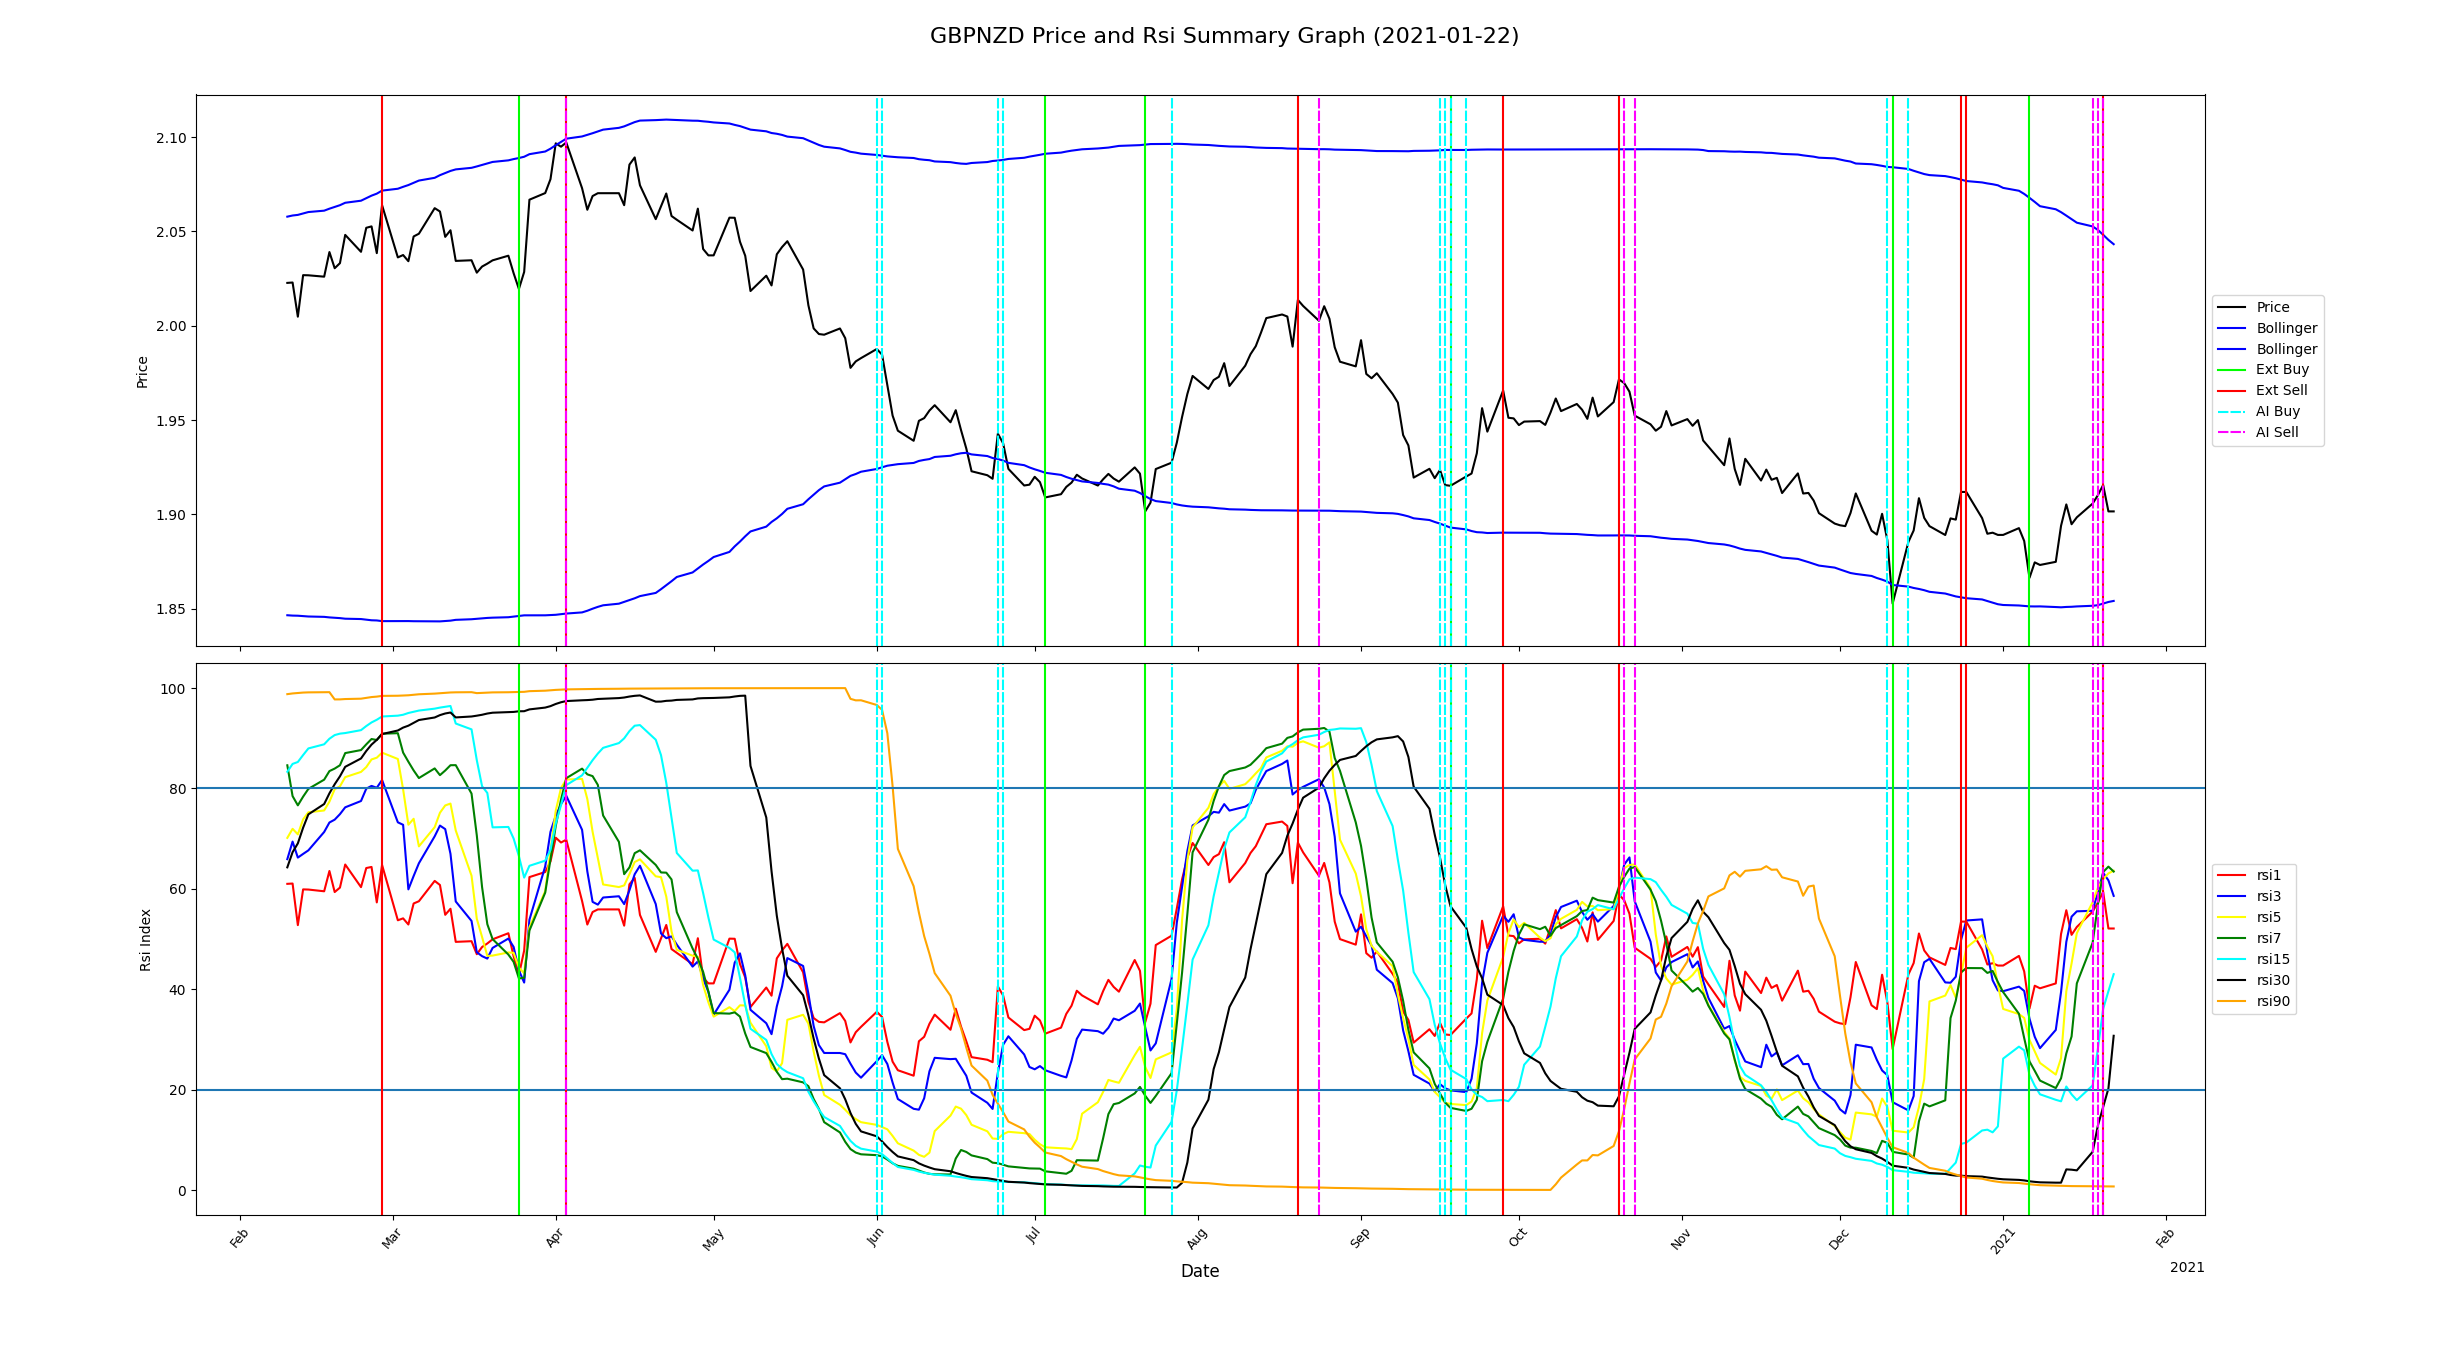 GBPNZD Price and Rsi Summary Graph (2021-01-22)
2.10
2.05
2.00
1.95
1.90
1.85
Price
Price
Bollinger
Bollinger
Ext Buy
Ext Sell
AI Buy
AI Sell
100
80
60
40
20
0
Rsi Index
rsi1
rsi3
rsi5
rsi7
rsi15
rsi30
rsi90
Feb Mar Apr May Jun Jul Aug Sep Oct Nov Dec 2021 Feb
Date
2021